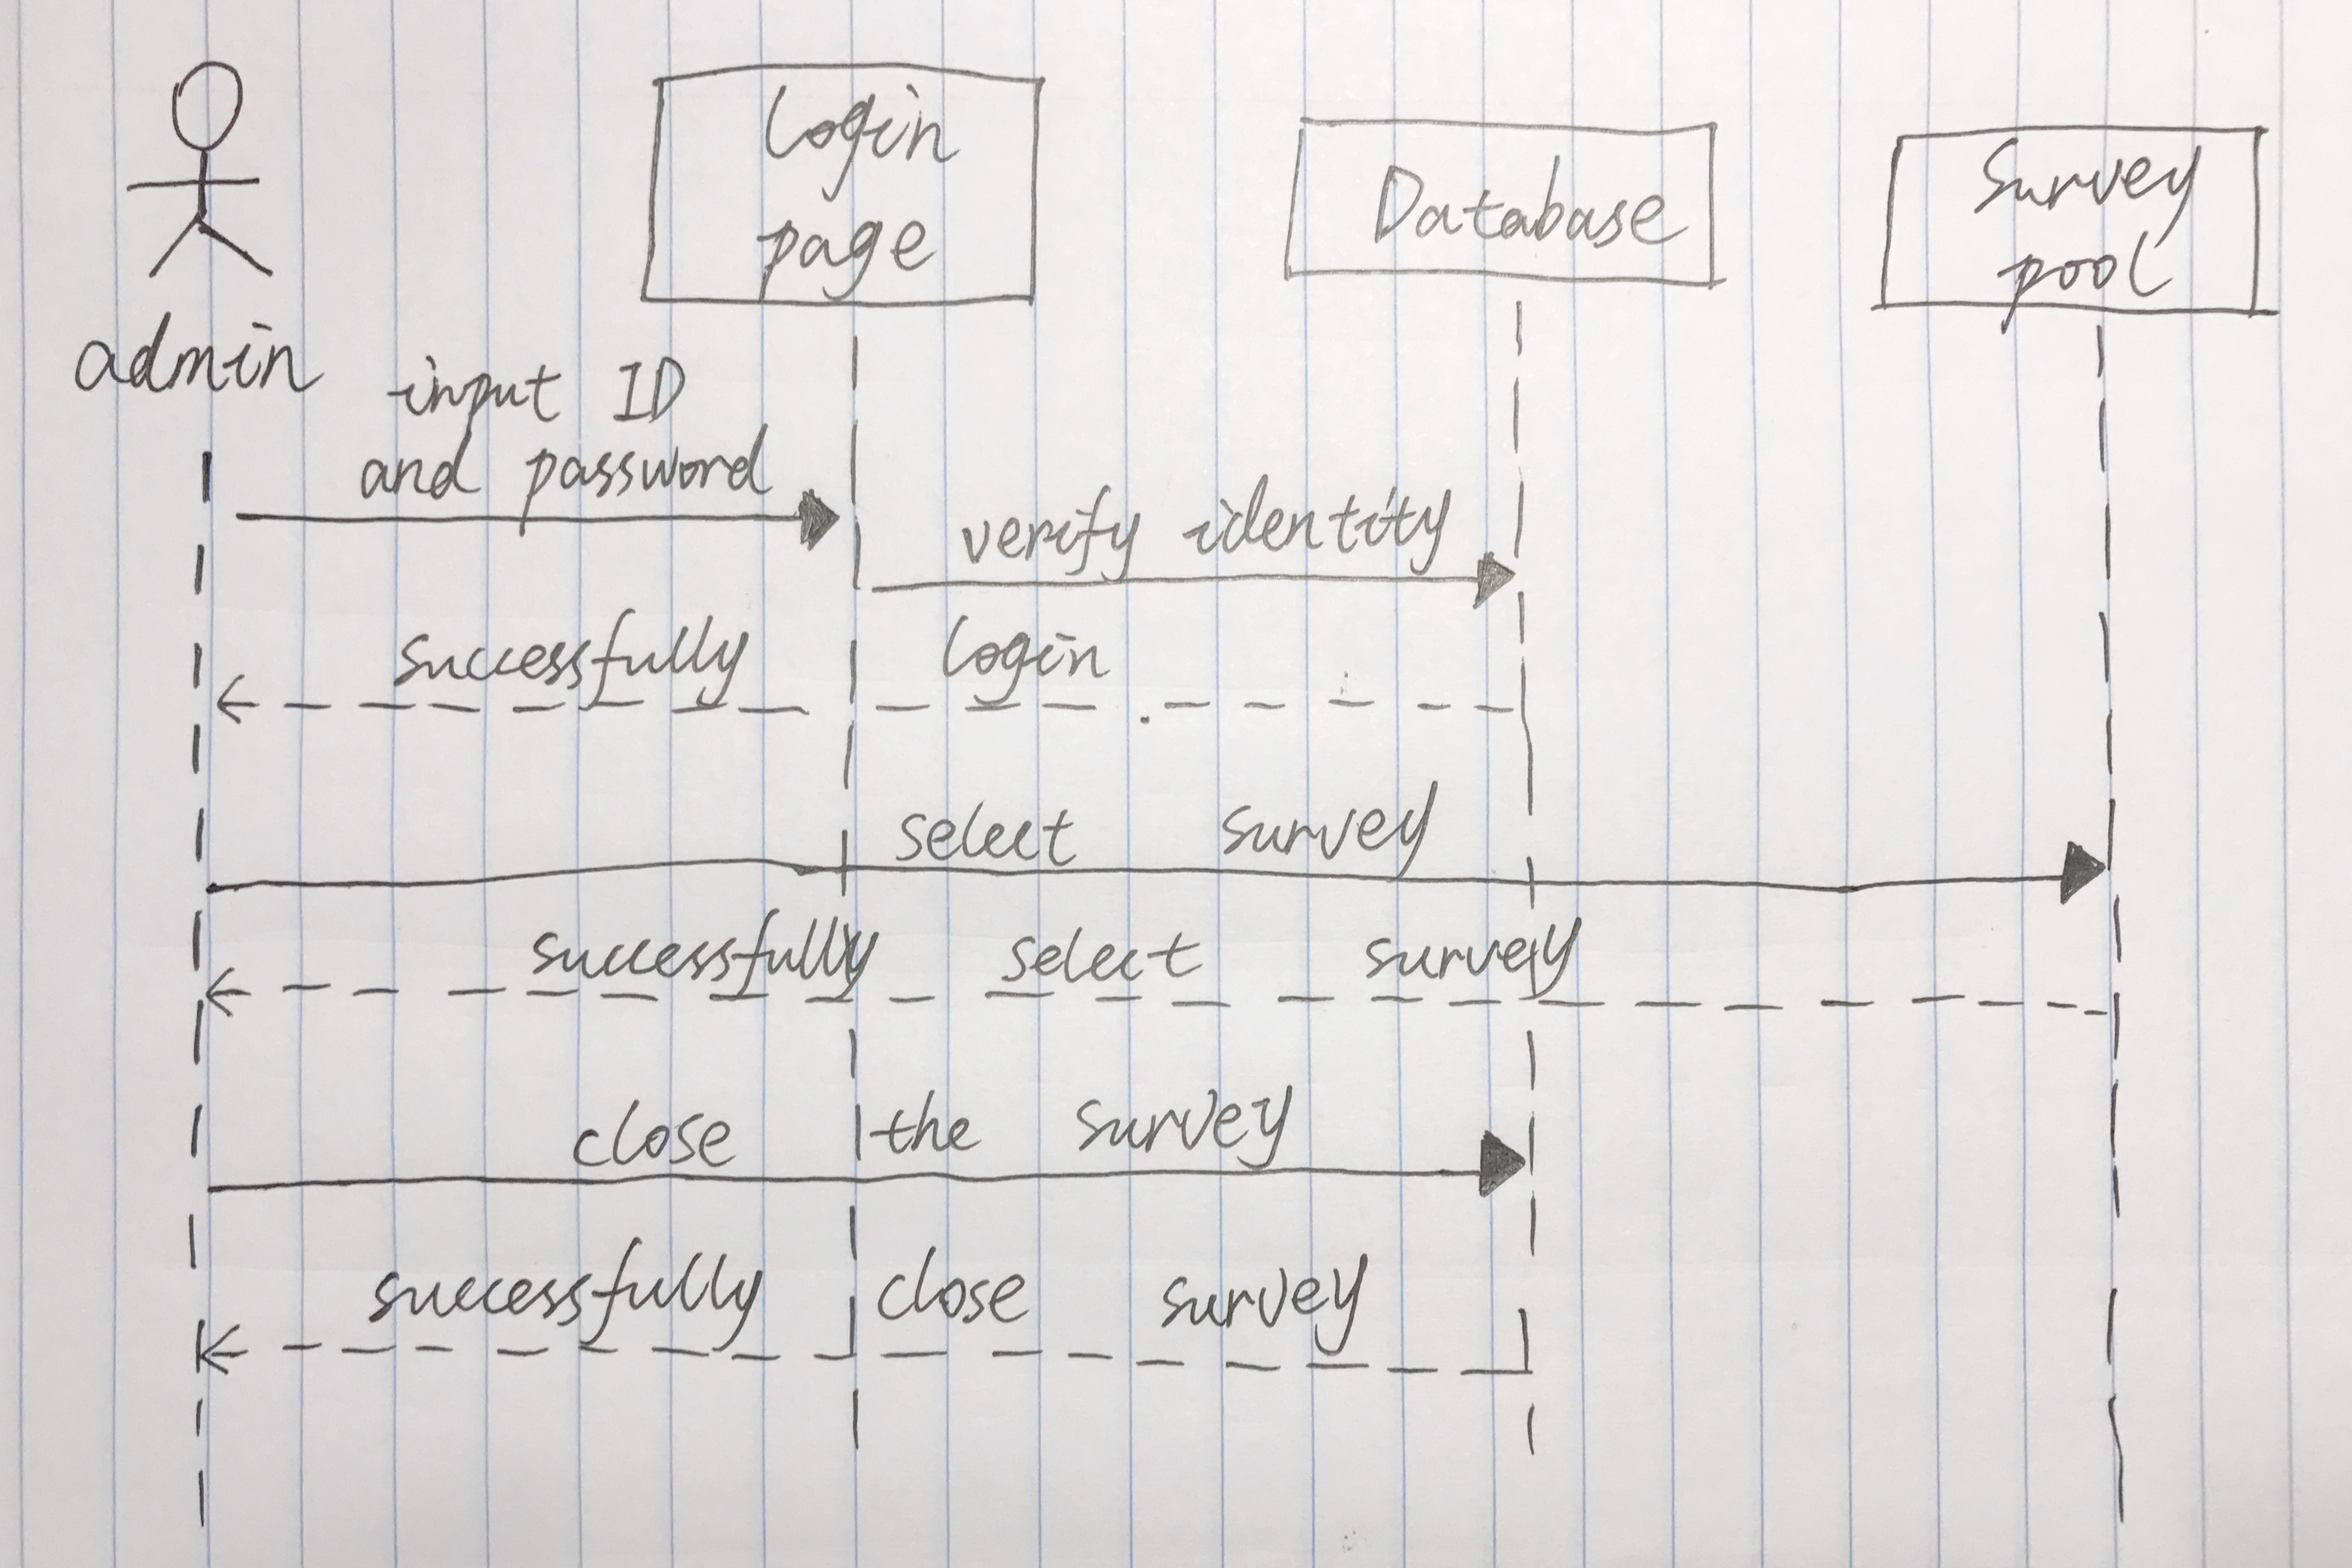 Login
page
Database
Survey
pool
admin
input ID
and password
verify identity
successfully login
select survey
successfully select survey
close the survey
successfully close survey